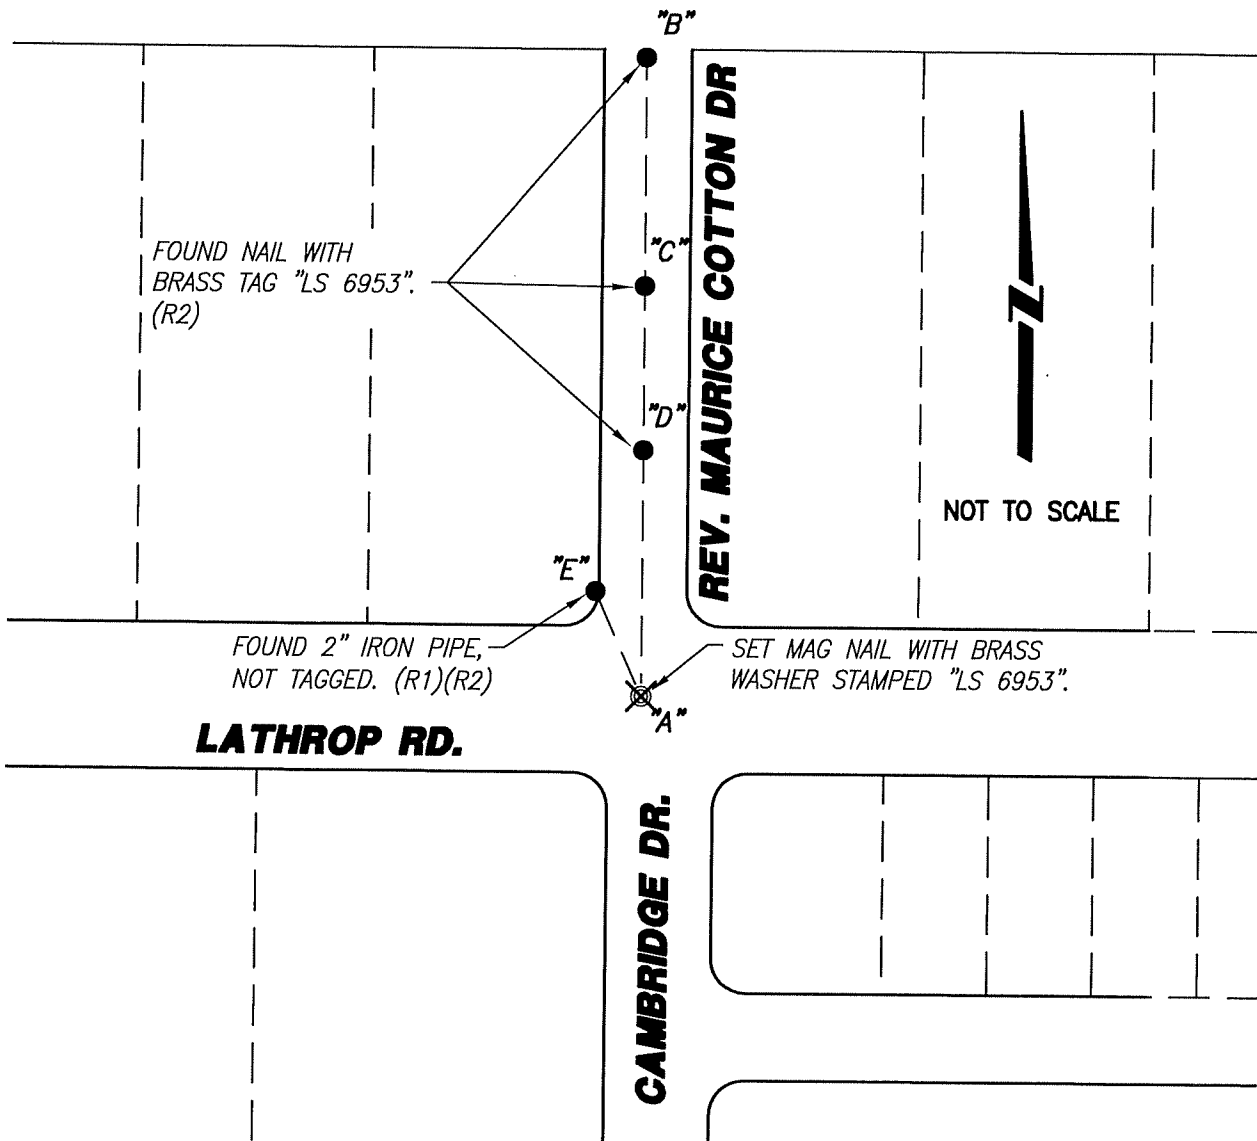 "B"
REV. MAURICE COTTON DR
FOUND NAIL WITH
BRASS TAG "LS 6953".
(R2)
"C"
N
"D"
NOT TO SCALE
"E"
FOUND 2" IRON PIPE,
NOT TAGGED. (R1)(R2)
SET MAG NAIL WITH BRASS
WASHER STAMPED "LS 6953".
"A"
LATHROP RD.
CAMBRIDGE DR.